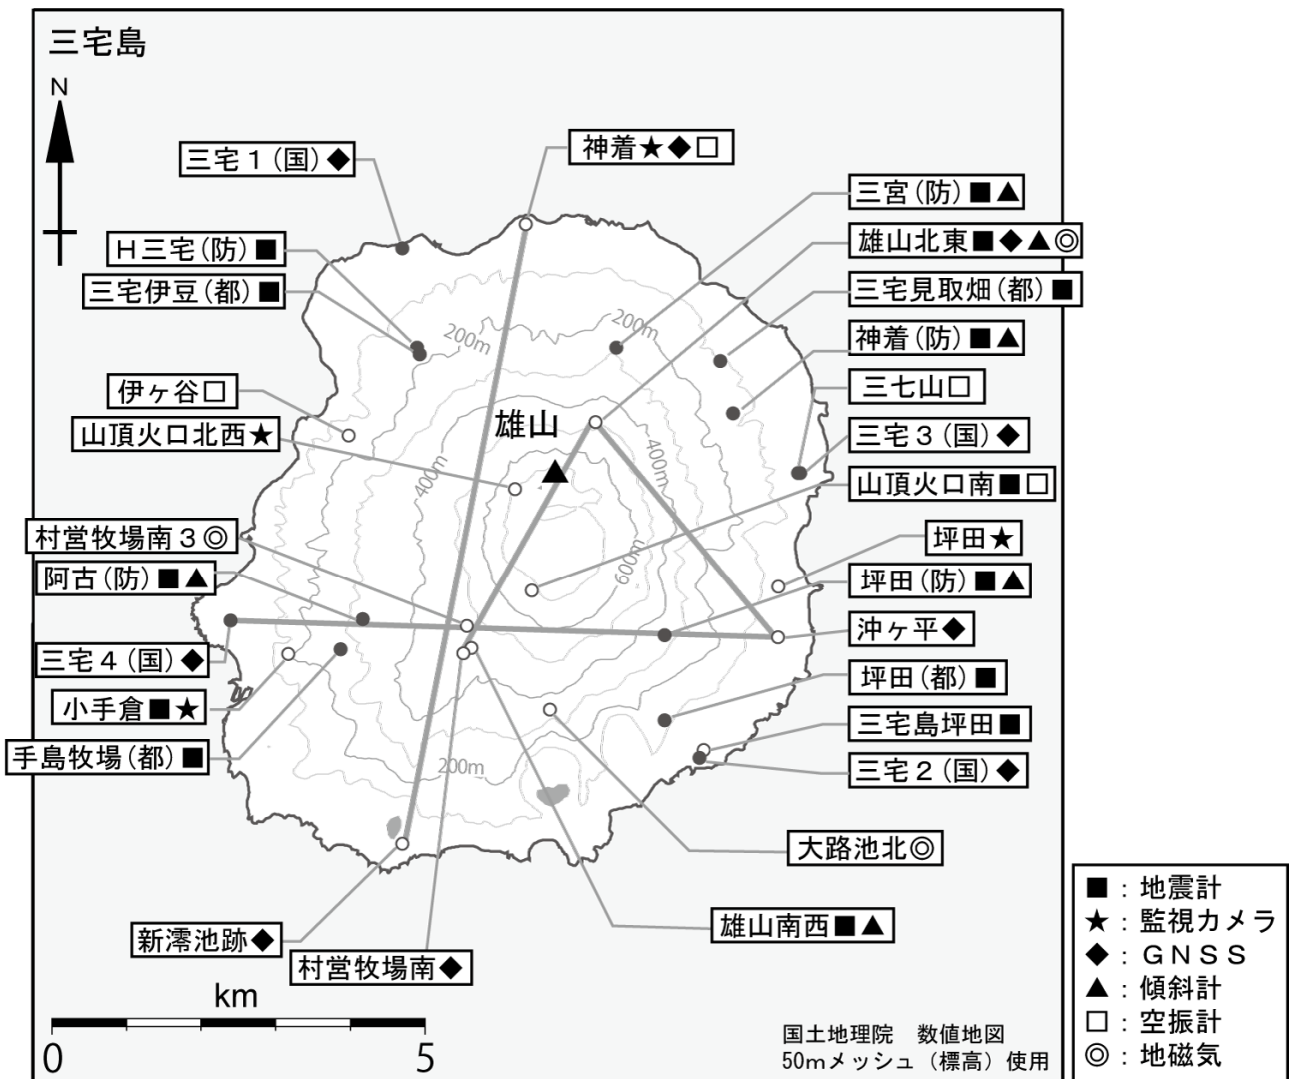 三宅島
N
神着★◆□
三宅１(国)◆
三宮(防)■▲
H三宅(防)■
雄山北東■◆▲◎
三宅伊豆(都)■
三宅見取畑(都)■
200m
200m
神着(防)■▲
伊ヶ谷□
三七山□
山頂火口北西★
雄山
三宅３(国)◆
400m
400m
山頂火口南■□
村営牧場南３◎
坪田★
600m
阿古(防)■▲
坪田(防)■▲
沖ヶ平◆
三宅４(国)◆
坪田(都)■
小手倉■★
三宅島坪田■
手島牧場(都)■
200m
三宅２(国)◆
大路池北◎
新澪池跡◆
雄山南西■▲
村営牧場南◆
km
0
5
国土地理院　数値地図
50mメッシュ（標高）使用
■：地震計
★：監視カメラ
◆：ＧＮＳＳ
▲：傾斜計
□：空振計
◎：地磁気